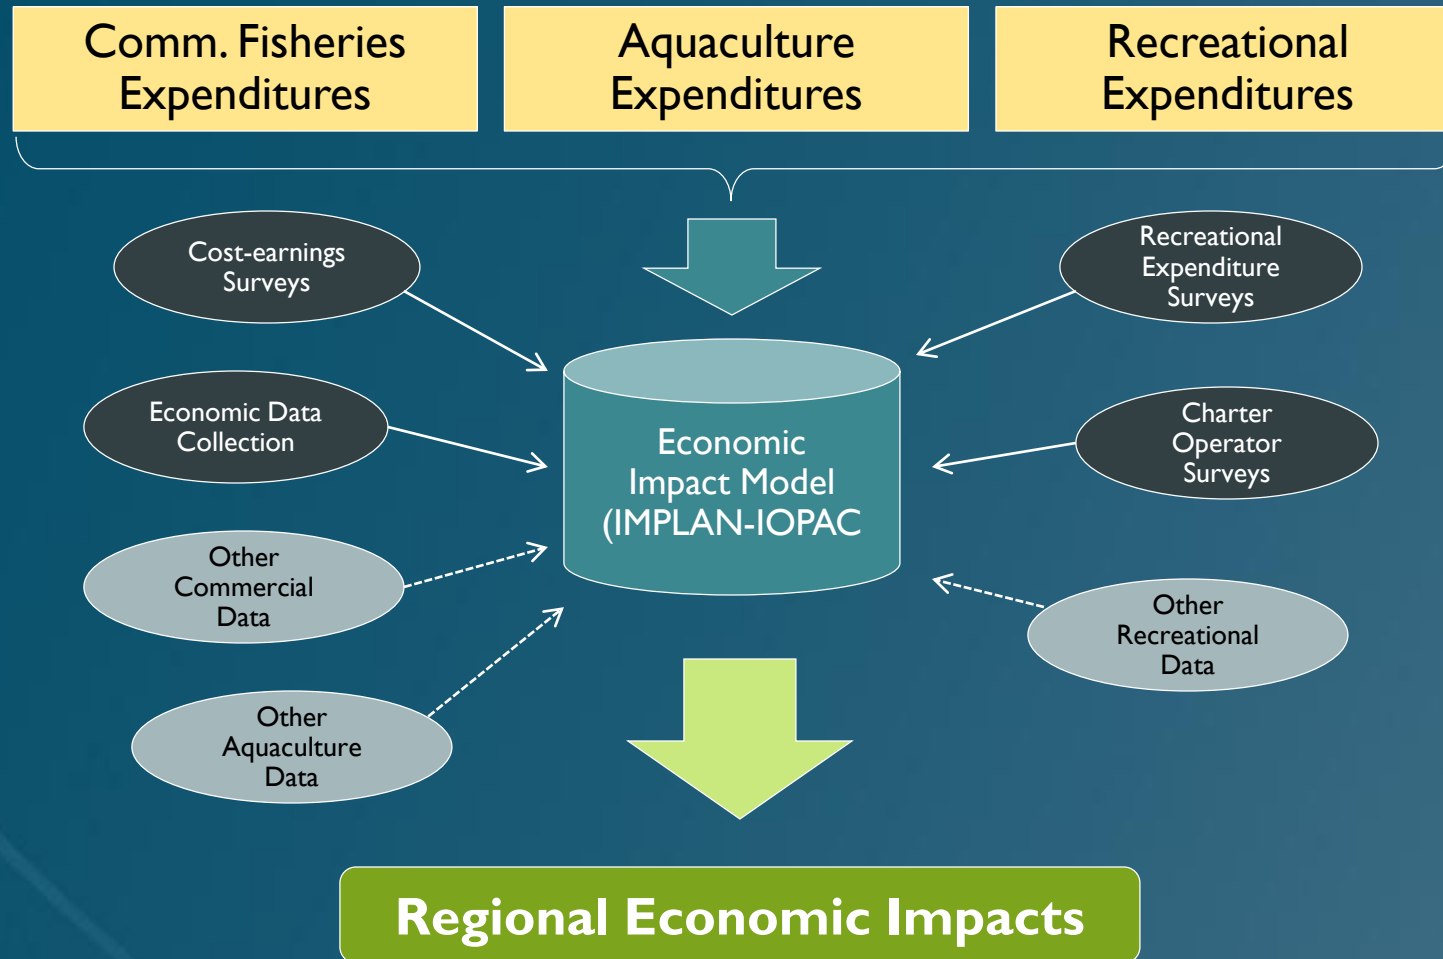 Comm. Fisheries
Expenditures
Aquaculture
Expenditures
Recreational
Expenditures
Cost-earnings
Surveys
Recreational
Expenditure
Surveys
Economic Data
Collection
Charter
Operator
Surveys
Economic
Impact Model
(IMPLAN-IOPAC
Other
Commercial
Data
Other
Recreational
Data
Other
Aquaculture
Data
Regional Economic Impacts